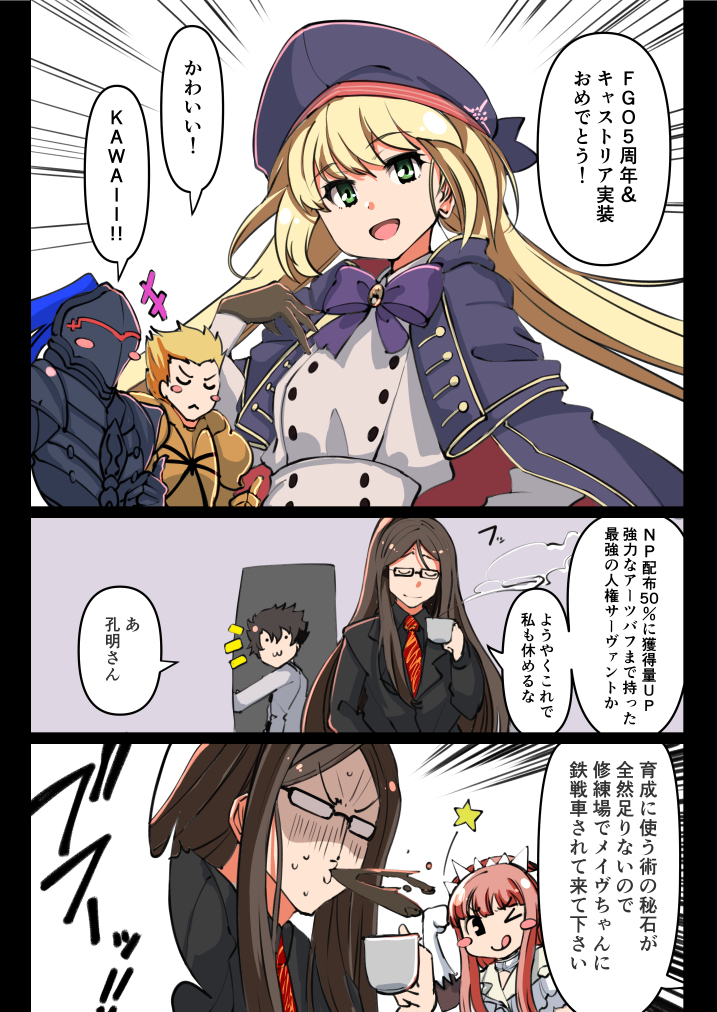 FGO5周年&
キャストリア実装
おめでとう!
かわいい!
KAWAII!!
NP配布50%に獲得量UP
強力なアーツバフまで持った
最強の人権サーヴァントか
フッ
ようやくこれで
私も休めるな
あ
孔明さん
育成に使う術の秘石が
全然足りないので
修練場でメイヴちゃんに
鉄戦車されて来て下さい
ブフーッ!!